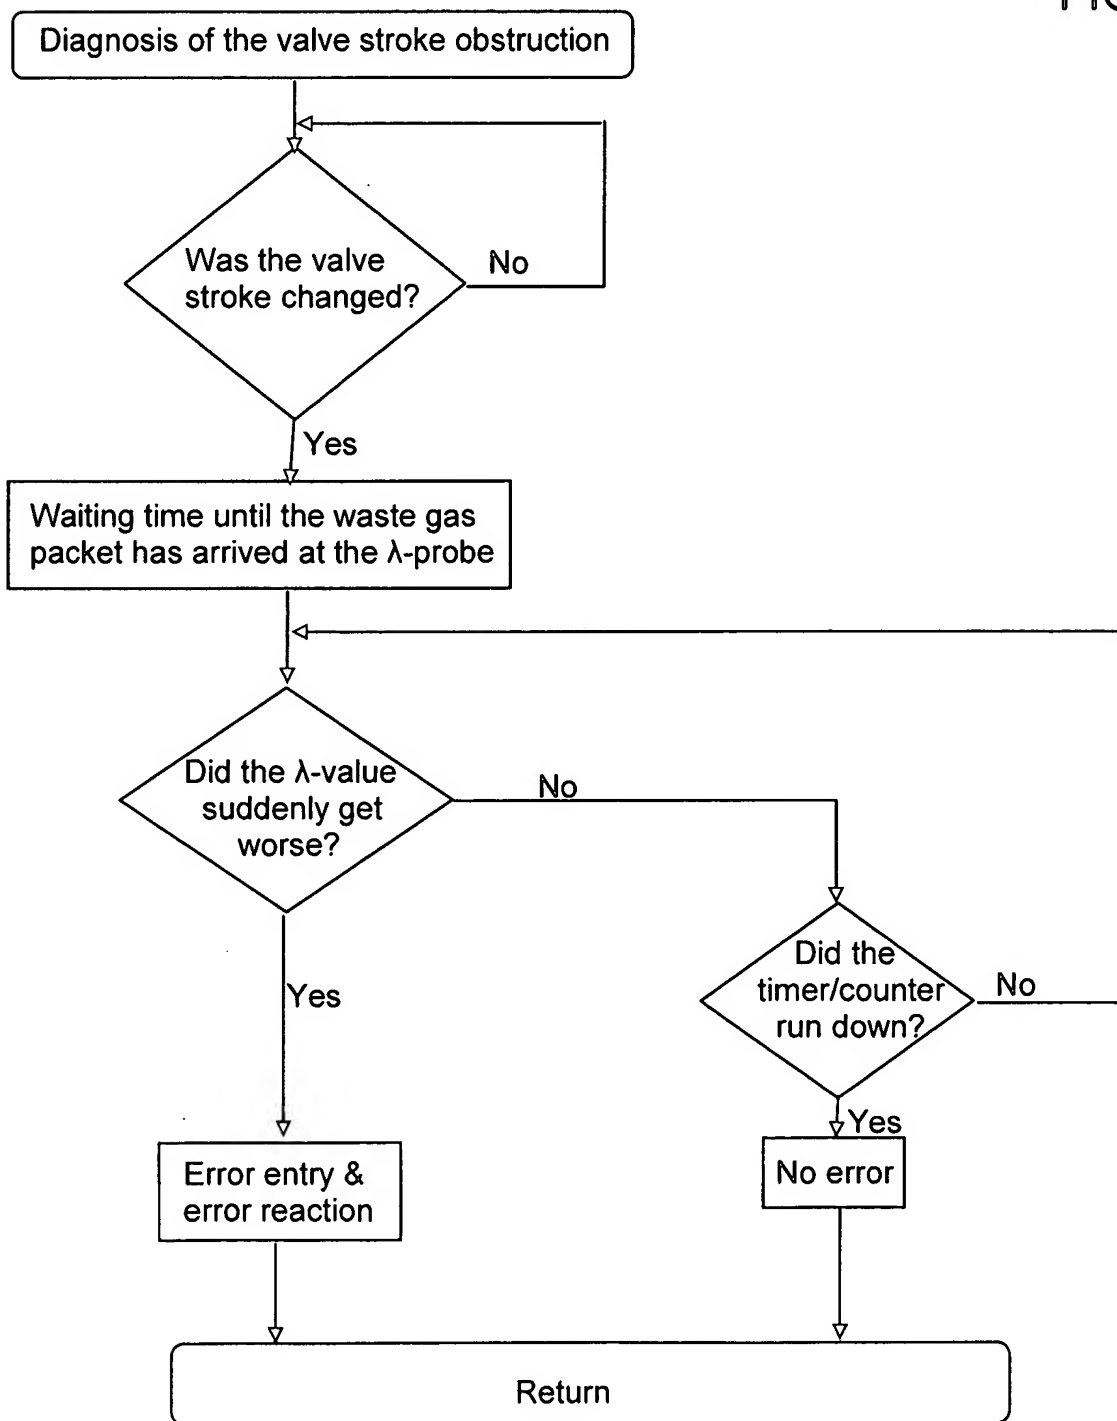 Diagnosis of the valve stroke obstruction
Was the valve
stroke changed?
No
Yes
Waiting time until the waste gas
packet has arrived at the λ-probe
Did the λ-value
suddenly get
worse?
No
Did the
timer/counter
run down?
No
Yes
Yes
Error entry &
error reaction
No error
Return